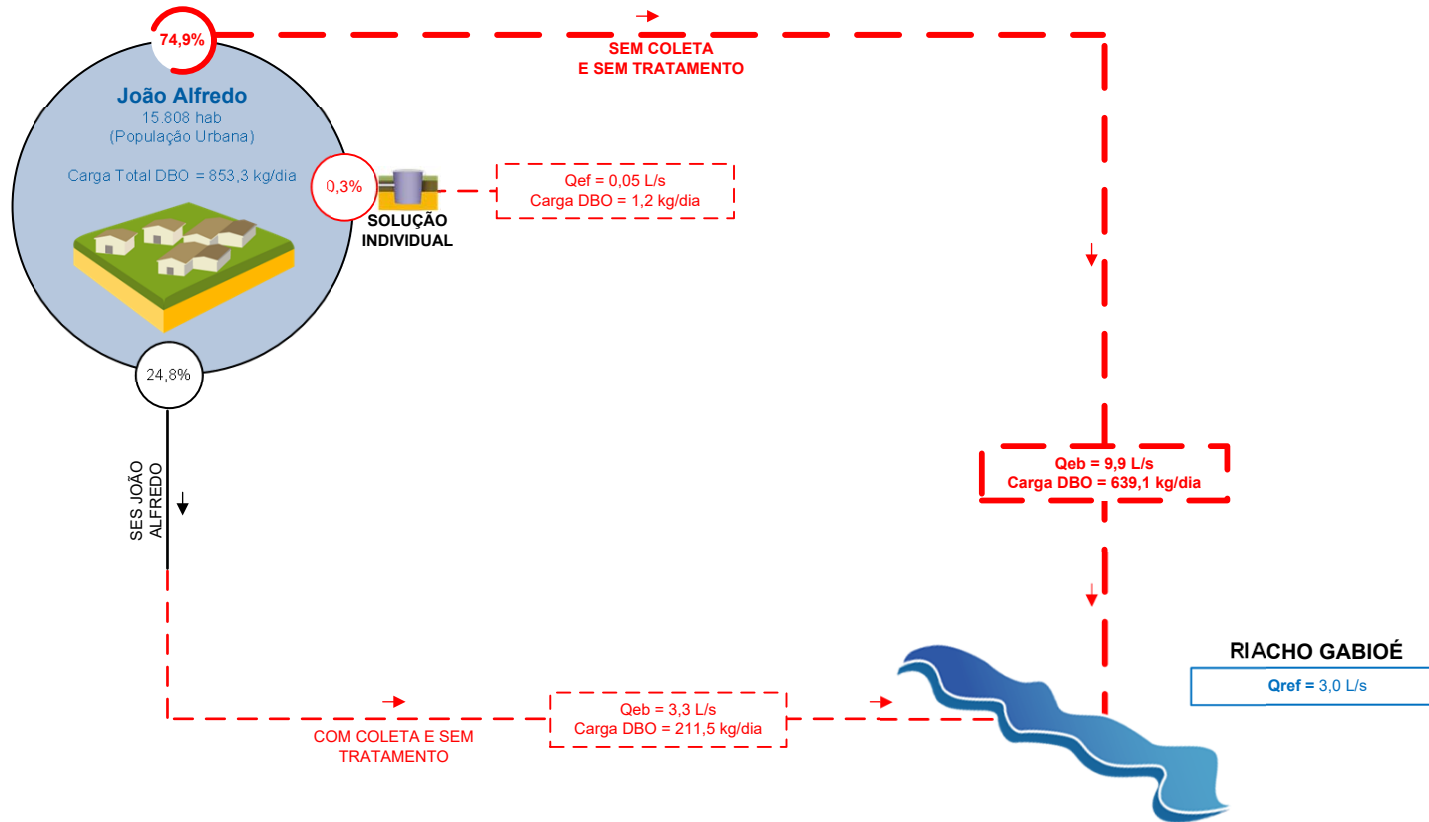 74,9%
SEM COLETA
E SEM TRATAMENTO
João Alfredo
15.808 hab
(População Urbana)
Carga Total DBO = 853,3 kg/dia
0,3%
SOLUÇÃO
INDIVIDUAL
Qef = 0,05 L/s
Carga DBO = 1,2 kg/dia
24,8%
SES JOÃO
ALFREDO
Qeb = 9,9 L/s
Carga DBO = 639,1 kg/dia
COM COLETA E SEM
TRATAMENTO
Qeb = 3,3 L/s
Carga DBO = 211,5 kg/dia
RIACHO GABIOÉ
Qref = 3,0 L/s